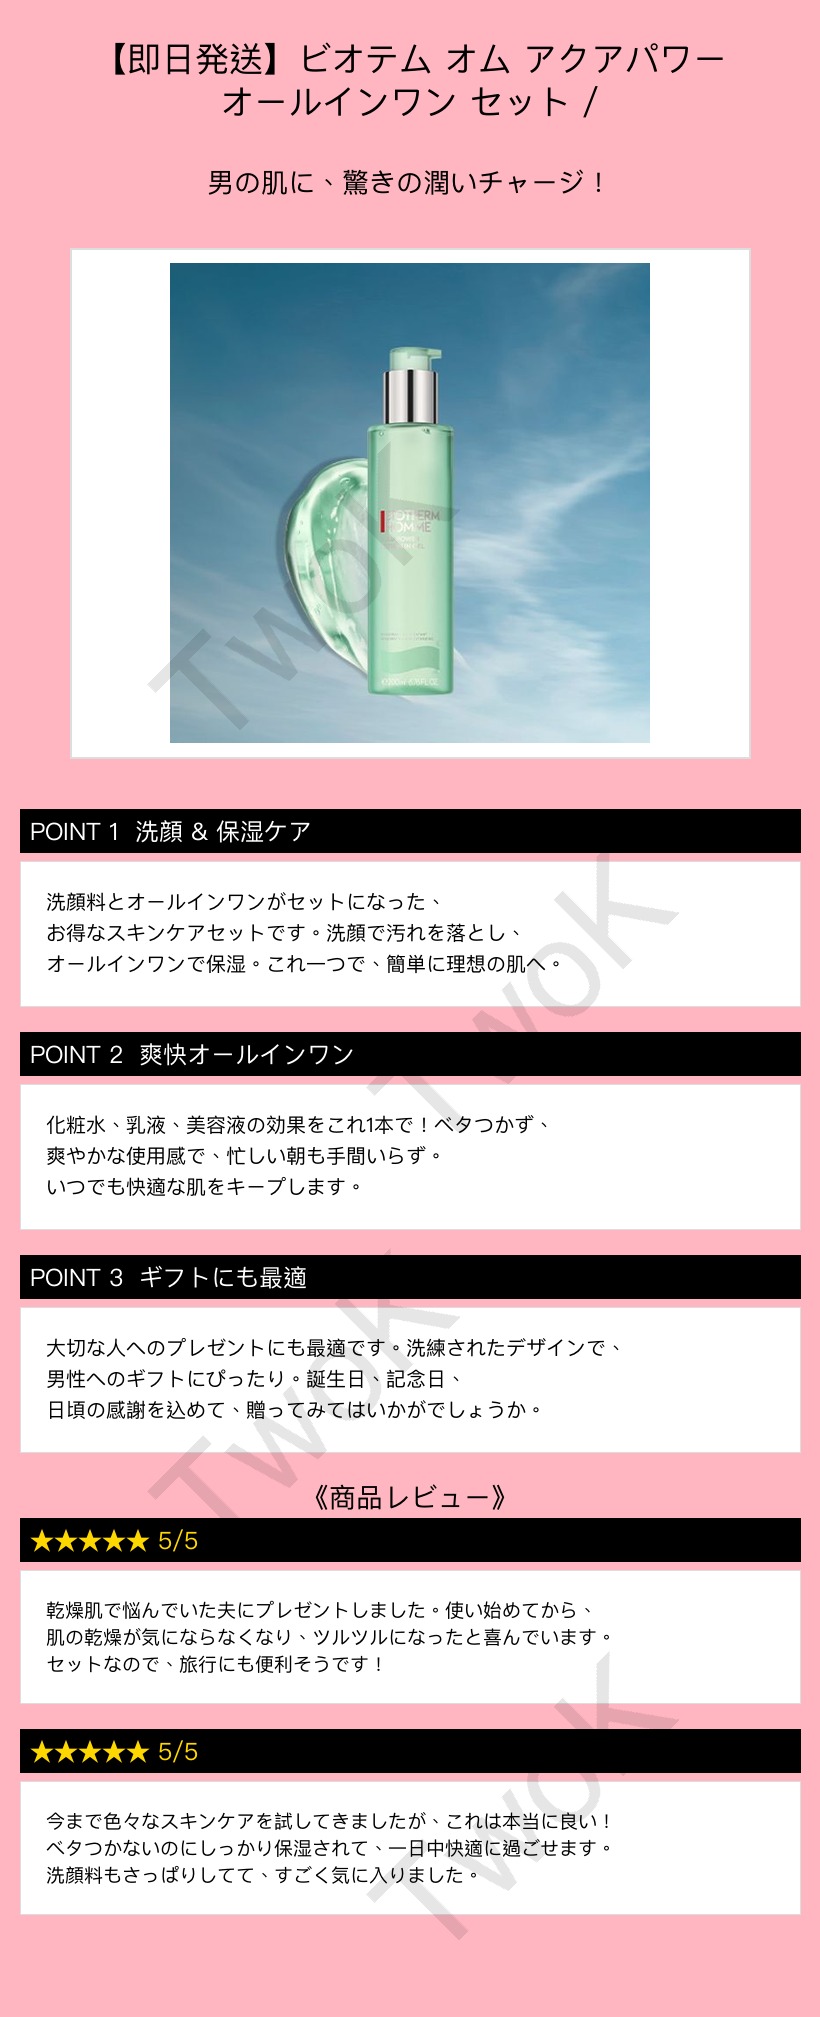 【即日発送】ビオテム オム アクアパワー
オールインワン セット /
男の肌に、驚きの潤いチャージ！
BIOTHERM
HOMME
TwoK
POINT 1 洗顔 & 保湿ケア
洗顔料とオールインワンがセットになった、
お得なスキンケアセットです。洗顔で汚れを落とし、
オールインワンで保湿。これ一つで、簡単に理想の肌へ。
TwoK
POINT 2 爽快オールインワン
化粧水、乳液、美容液の効果をこれ1本で！ベタつかず、
爽やかな使用感で、忙しい朝も手間いらず。
いつでも快適な肌をキープします。
POINT 3 ギフトにも最適
大切な人へのプレゼントにも最適です。洗練されたデザインで、
男性へのギフトにぴったり。誕生日、記念日、
日頃の感謝を込めて、贈ってみてはいかがでしょうか。
TwoK
《商品レビュー》
★★★★★ 5/5
乾燥肌で悩んでいた夫にプレゼントしました。使い始めてから、
肌の乾燥が気にならなくなり、ツルツルになったと喜んでいます。
セットなので、旅行にも便利そうです！
★★★★★ 5/5
今まで色々なスキンケアを試してきましたが、これは本当に良い！
ベタつかないのにしっかり保湿されて、一日中快適に過ごせます。
洗顔料もさっぱりしてて、すごく気に入りました。
TwoK